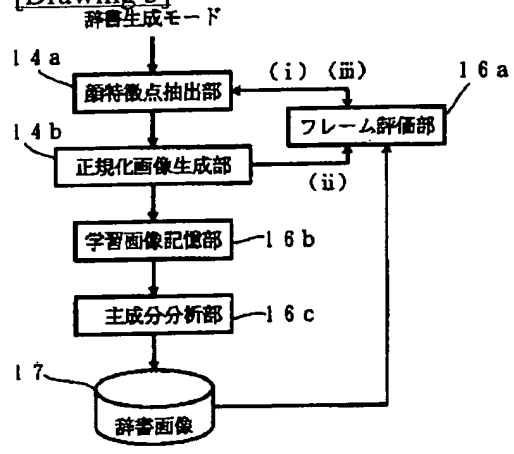 辞書生成モード
14a
顔特徴点抽出部
(i) (iii)
16a
フレーム評価部
14b
正規化画像生成部
(ii)
学習画像記憶部
16b
主成分分析部
16c
17
辞書画像